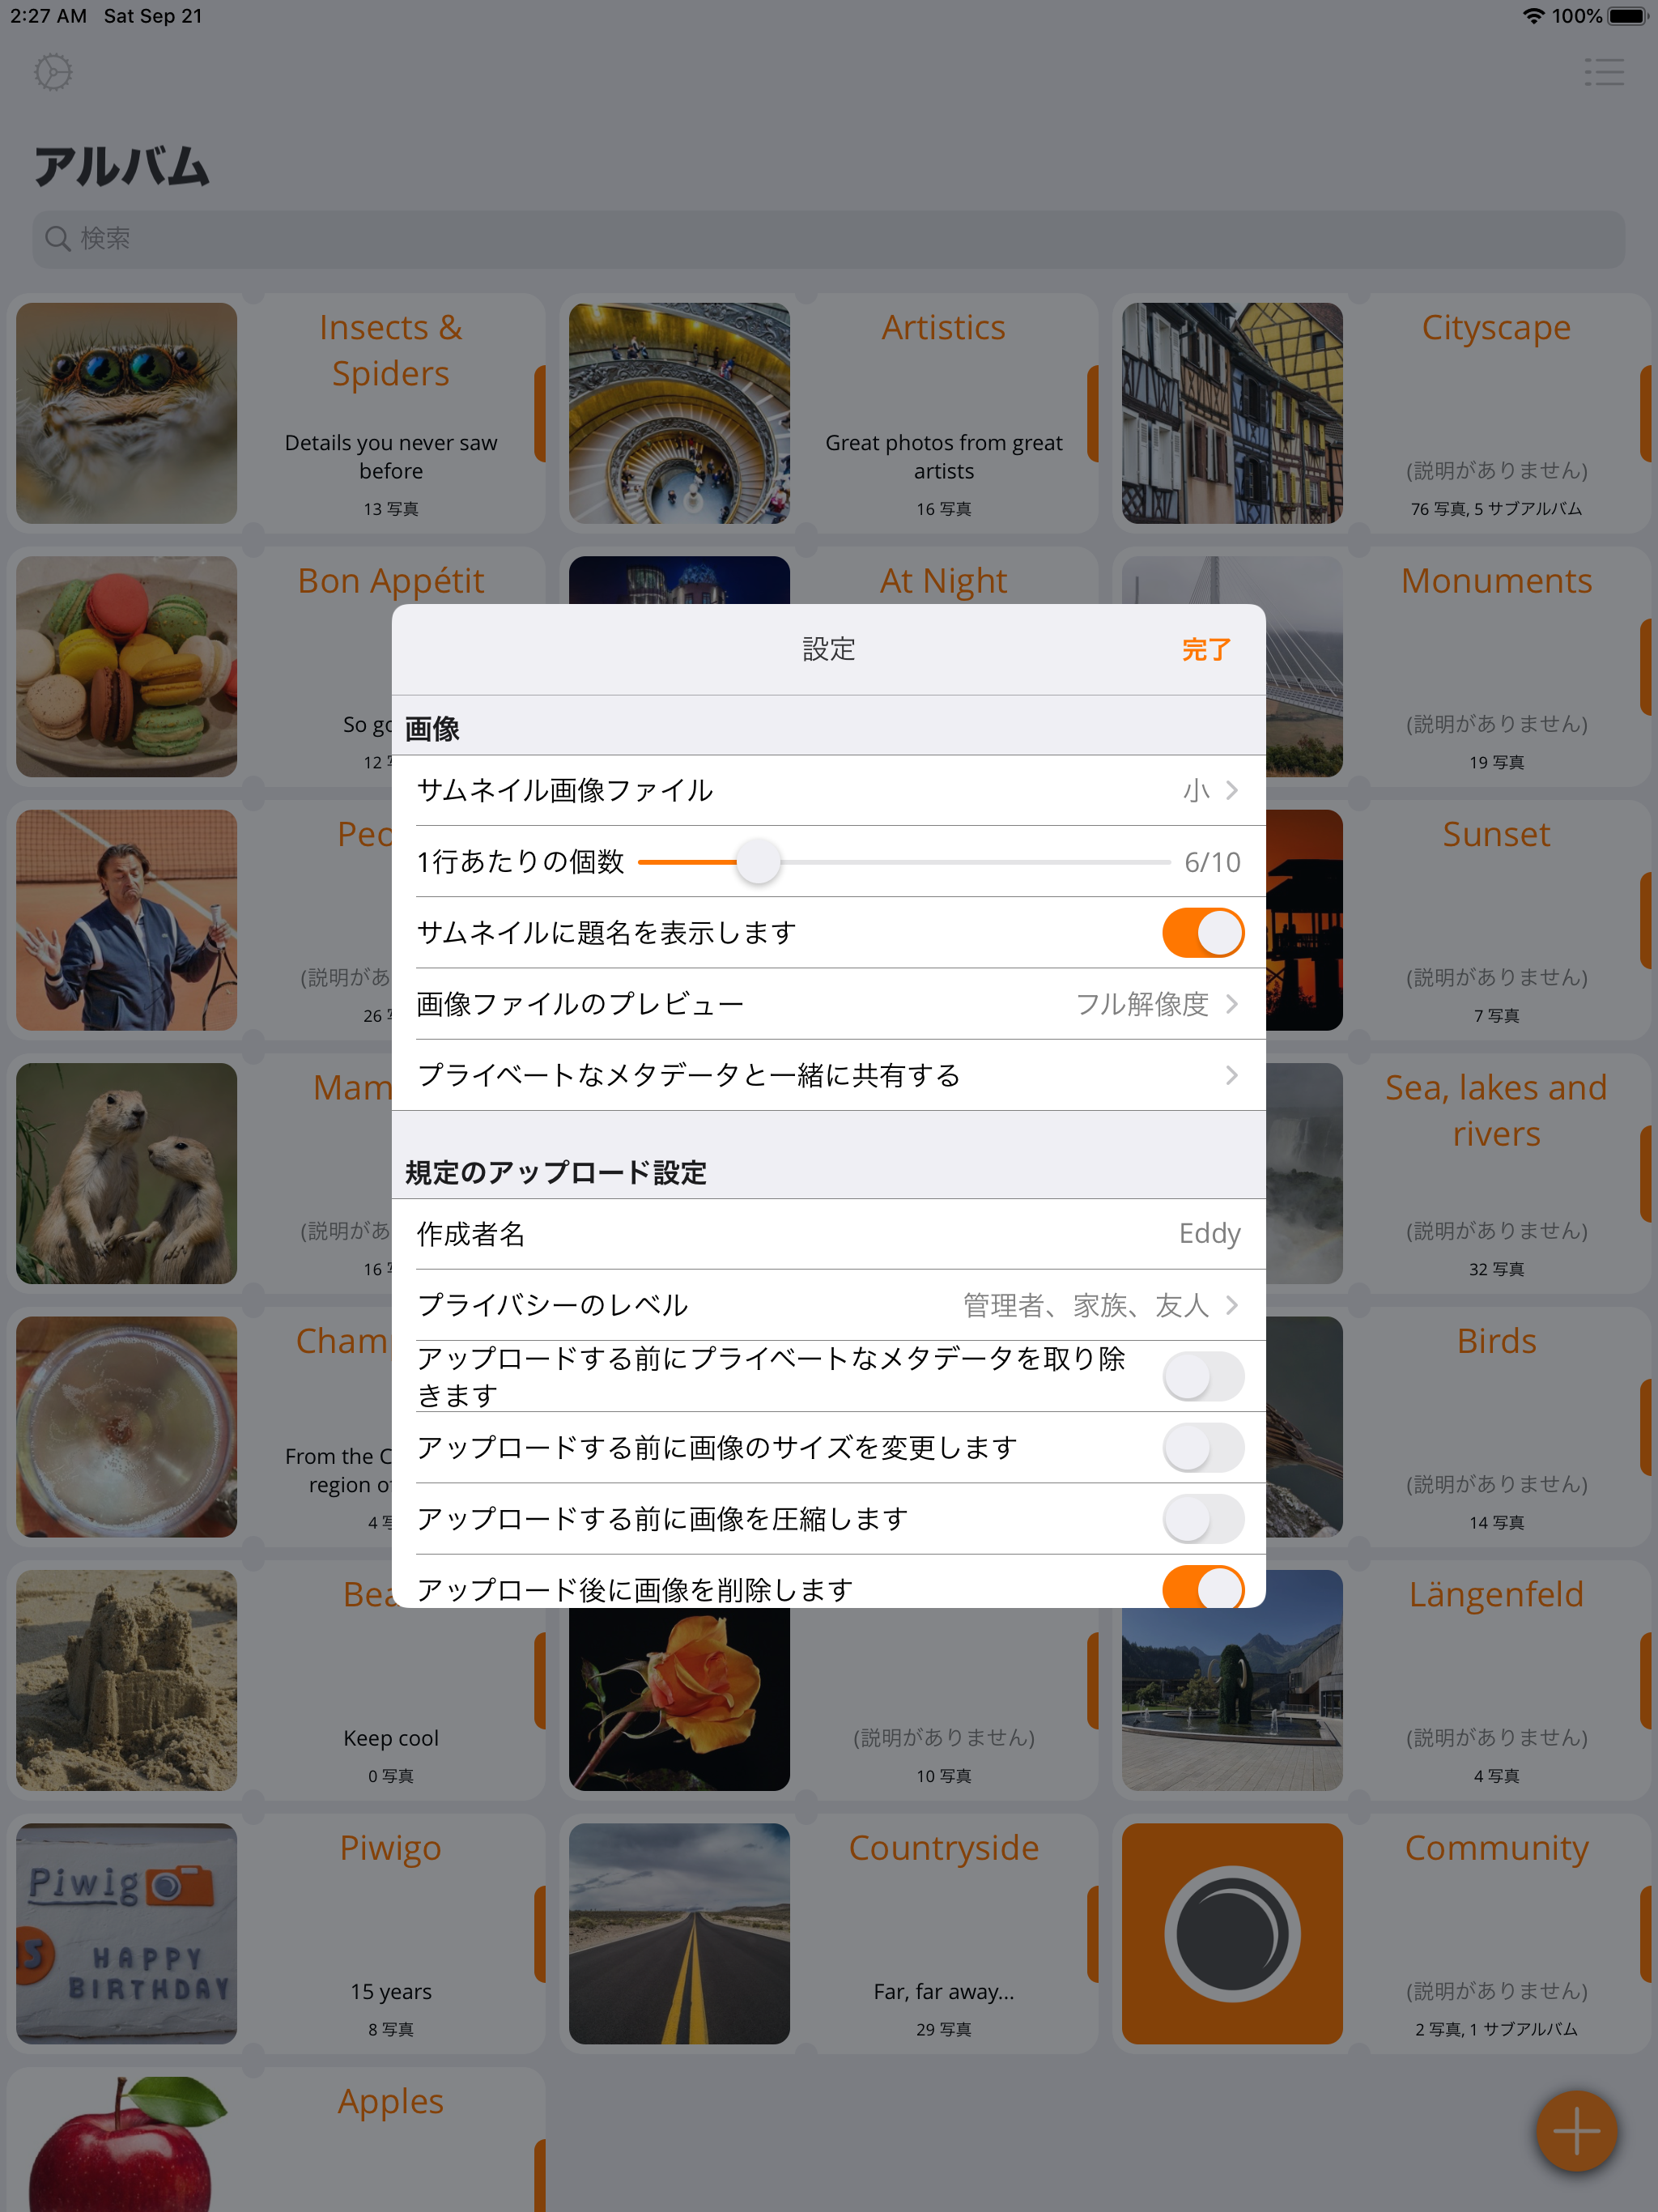 2:27 AM Sat Sep 21
100%
アルバム
検索
Insects &
Spiders
Details you never saw
before
13 写真
Artistics
Great photos from great
artists
16 写真
Cityscape
(説明がありません)
76 写真, 5 サブアルバム
Bon Appétit
So go
12 写
At Night
Monuments
(説明がありません)
19 写真
設定
完了
画像
サムネイル画像ファイル
小
1行あたりの個数
6/10
サムネイルに題名を表示します
画像ファイルのプレビュー
フル解像度
プライベートなメタデータと一緒に共有する
規定のアップロード設定
作成者名
Eddy
プライバシーのレベル
管理者、家族、友人
アップロードする前にプライベートなメタデータを取り除
きます
アップロードする前に画像のサイズを変更します
アップロードする前に画像を圧縮します
アップロード後に画像を削除します
Peo
(説明があ
26 写
Sunset
(説明がありません)
7 写真
Mam
(説明があ
16 写
Sea, lakes and
rivers
(説明がありません)
32 写真
Cham
From the C
region of
4 写
Birds
(説明がありません)
14 写真
Bea
Keep cool
0 写真
(説明がありません)
10 写真
Längenfeld
(説明がありません)
4 写真
Piwig
15
HAPPY
BIRTHDAY
Piwigo
15 years
8 写真
Countryside
Far, far away...
29 写真
Community
(説明がありません)
2 写真, 1 サブアルバム
Apples